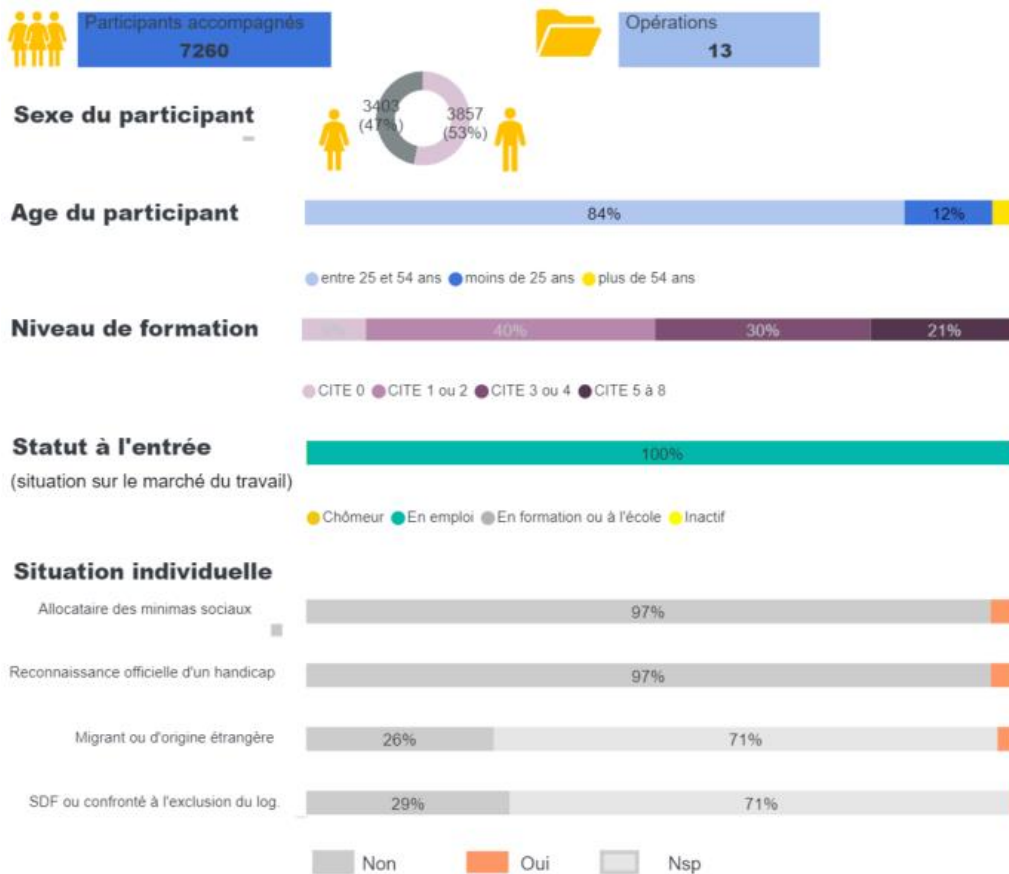 Participants accompagnés
7260
Opérations
13
Sexe du participant
3403
(47%)
3857
(53%)
Age du participant
84%
12%
entre 25 et 54 ans moins de 25 ans plus de 54 ans
Niveau de formation
40%
30%
21%
CITE 0 CITE 1 ou 2 CITE 3 ou 4 CITE 5 à 8
Statut à l'entrée
100%
(situation sur le marché du travail)
Chômeur En emploi En formation ou à l'école Inactif
Situation individuelle
Allocataire des minimas sociaux
97%
Reconnaissance officielle d'un handicap
97%
Migrant ou d'origine étrangère
26%
71%
SDF ou confronté à l'exclusion du log.
29%
71%
Non Oui Nsp